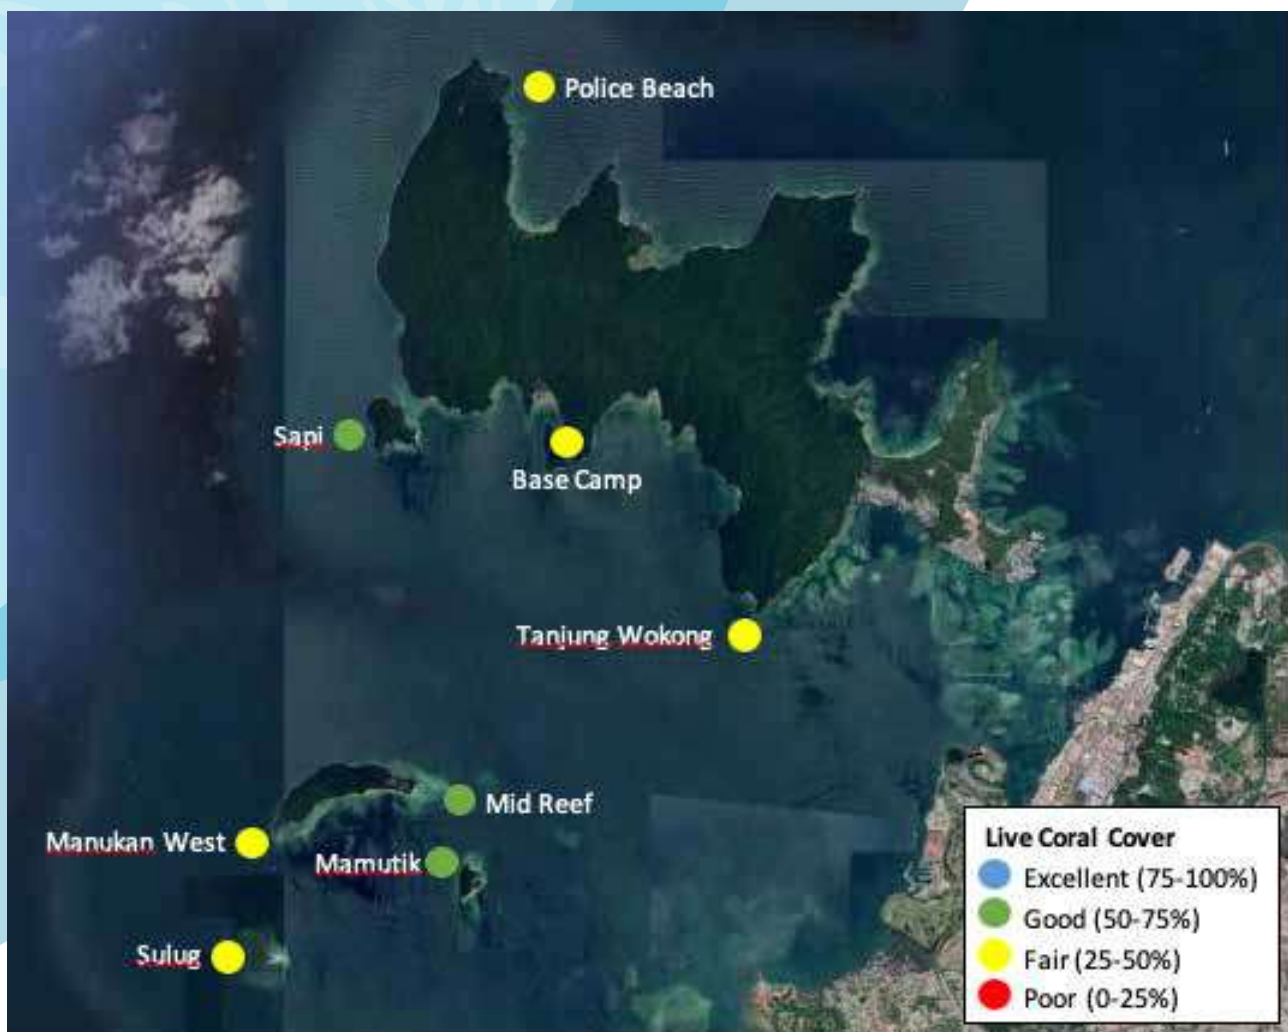 Police Beach
Sapi
Base Camp
Tanjung Wokong
Mid Reef
Manukan West
Mamutik
Sulug
Live Coral Cover
Excellent (75-100%)
Good (50-75%)
Fair (25-50%)
Poor (0-25%)